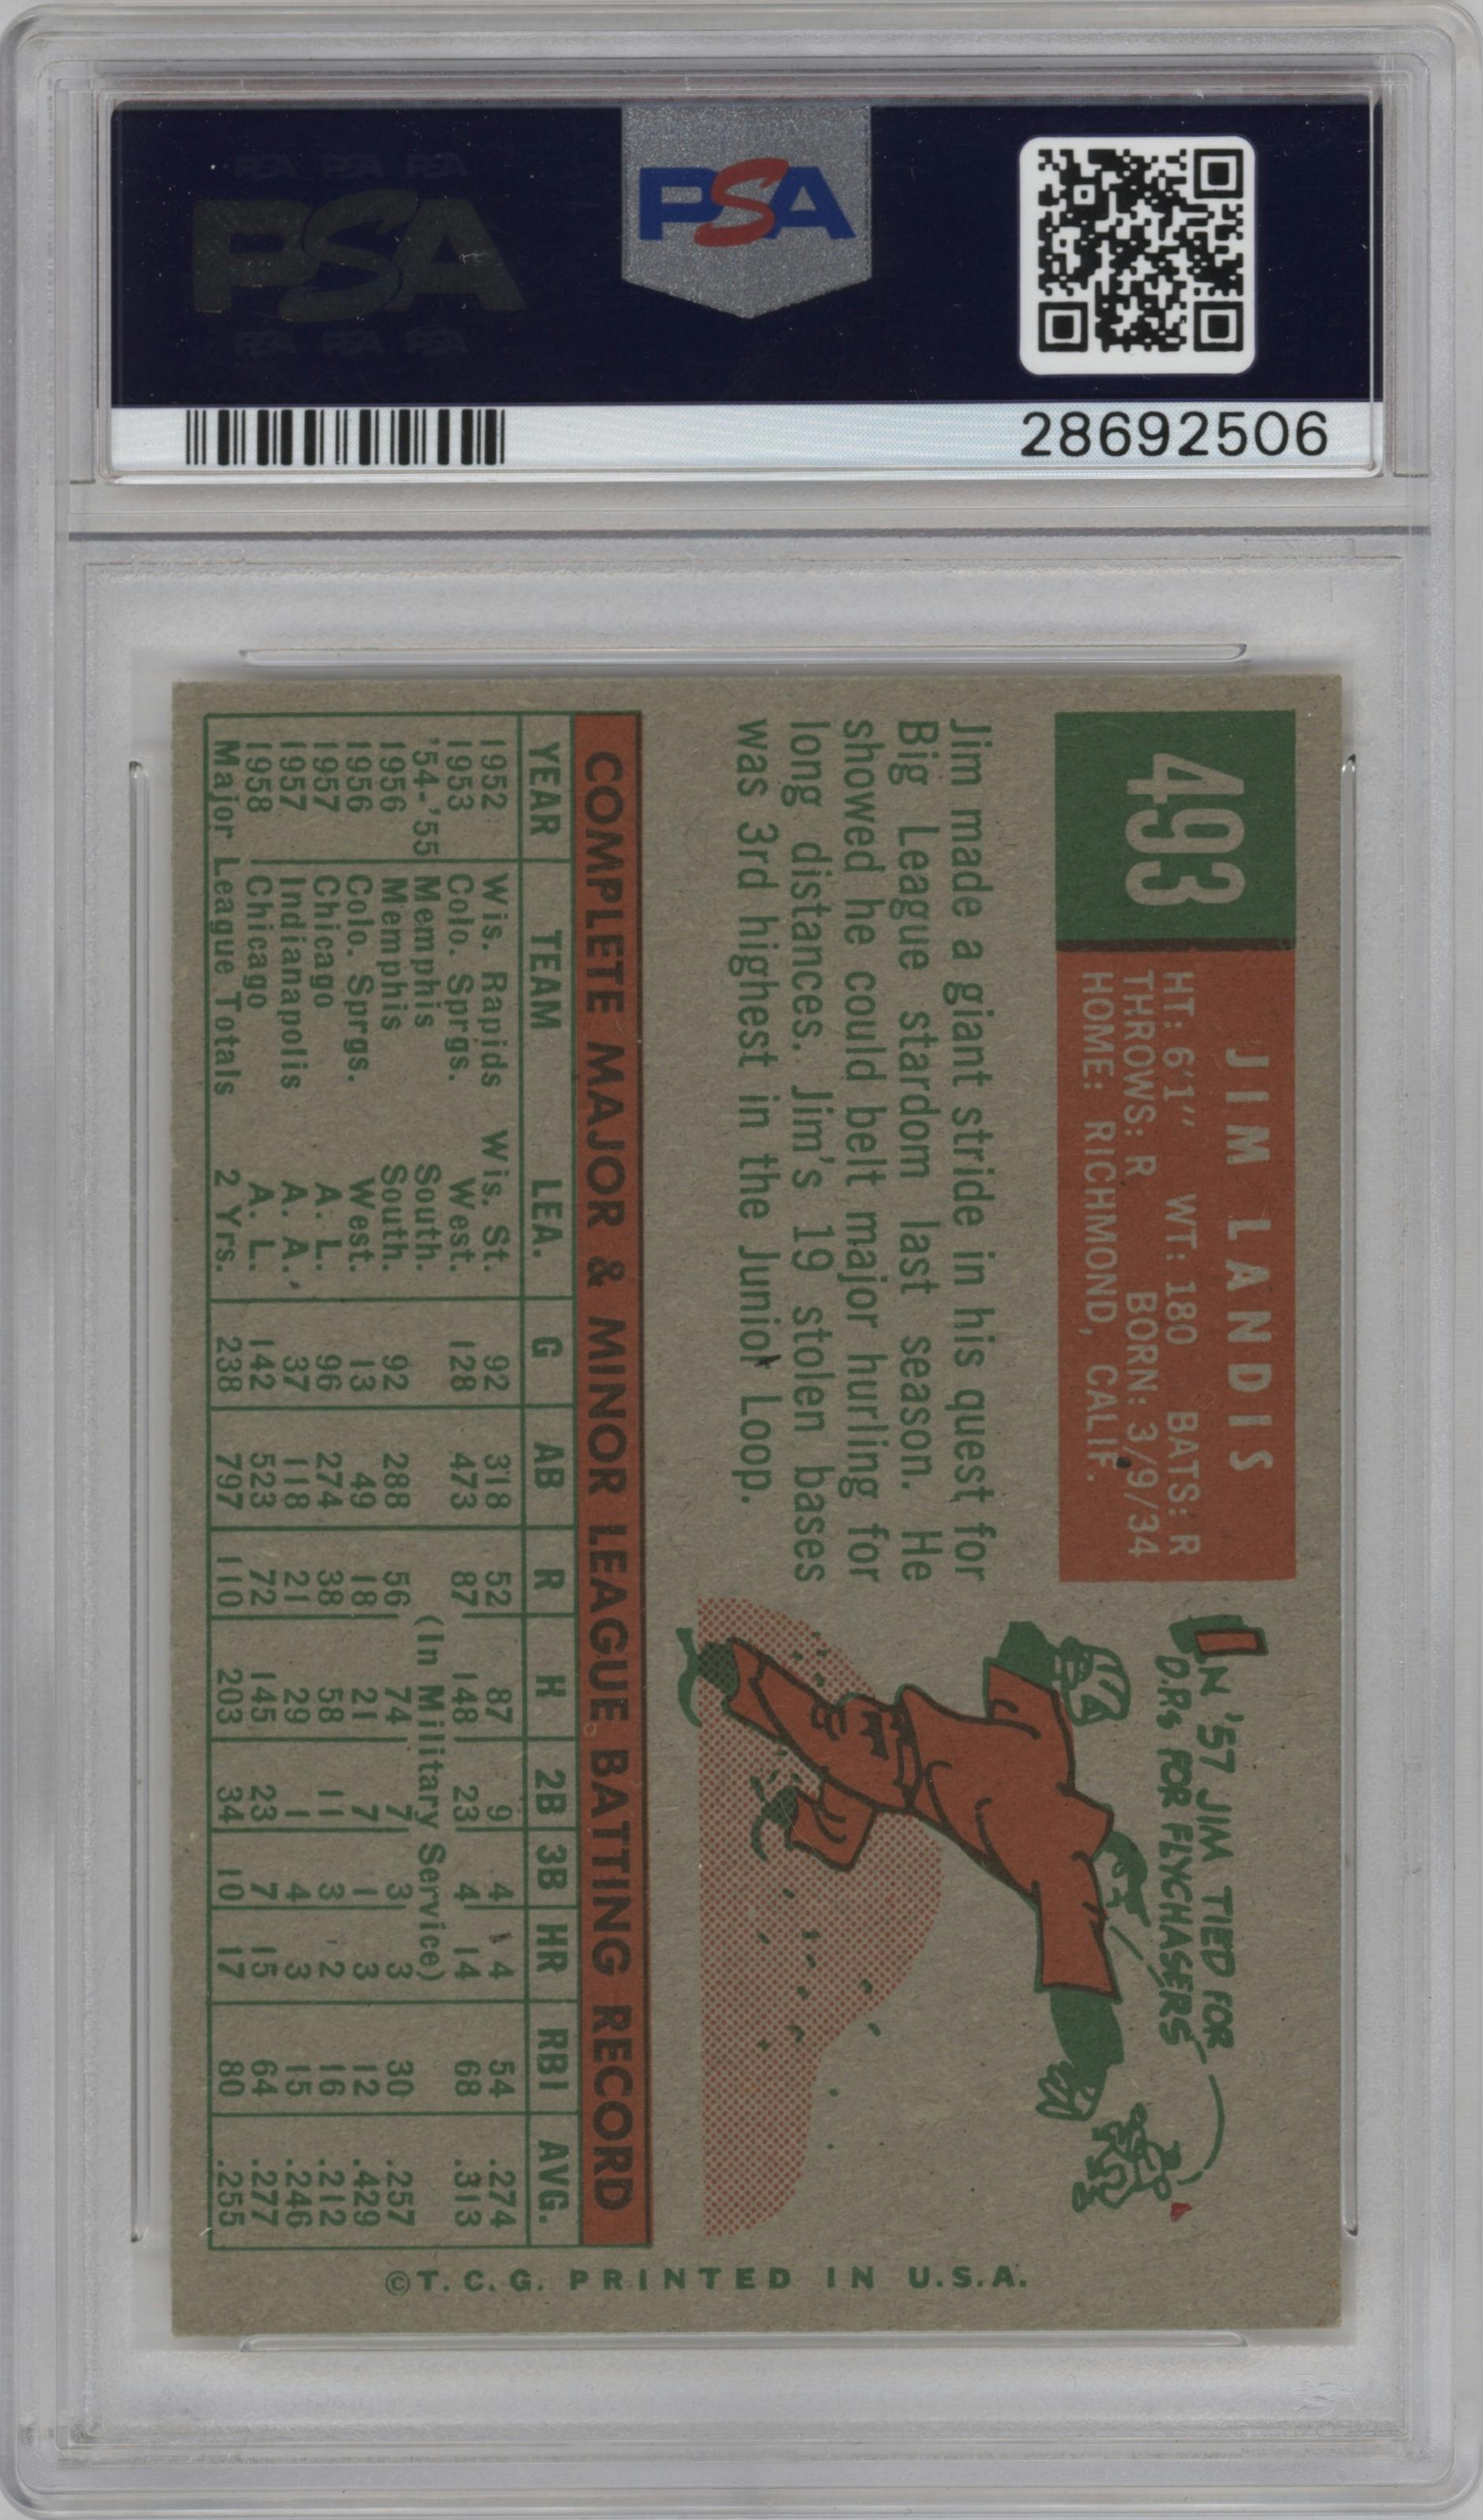 PSA PSA PSA
PSA
PSA PSA PSA
PSA
28692506
493
JIM LANDIS
HT: 6'1" WT: 180 BATS: R
THROWS: R BORN: 3/9/34
HOME: RICHMOND, CALIF.
Jim made a giant stride in his quest for
Big League stardom last season. He
showed he could belt major hurling for
long distances. Jim's 19 stolen bases
was 3rd highest in the Junior Loop.
IN '57 JIM TIED FOR
D.P.s FOR FLYCHASERS
COMPLETE MAJOR & MINOR LEAGUE BATTING RECORD
YEAR TEAM LEA. G AB R H 2B 3B HR RBI AVG.
1952 Wis. Rapids Wis. St. 92 318 52 87 9 4 4 54 .274
1953 Colo. Sprgs. West. 128 473 87 148 23 4 14 68 .313
'54-'55 Memphis South. (In Military Service)
1956 Memphis South. 92 288 56 74 7 3 3 30 .257
1956 Colo. Sprgs. West. 13 49 18 21 7 1 3 12 .429
1957 Chicago A. L. 96 274 38 58 11 3 2 16 .212
1957 Indianapolis A. A. 37 118 21 29 1 4 3 15 .246
1958 Chicago A. L. 142 523 72 145 23 7 15 64 .277
Major League Totals 2 Yrs. 238 797 110 203 34 10 17 80 .255
©T. C. G. PRINTED IN U.S.A.